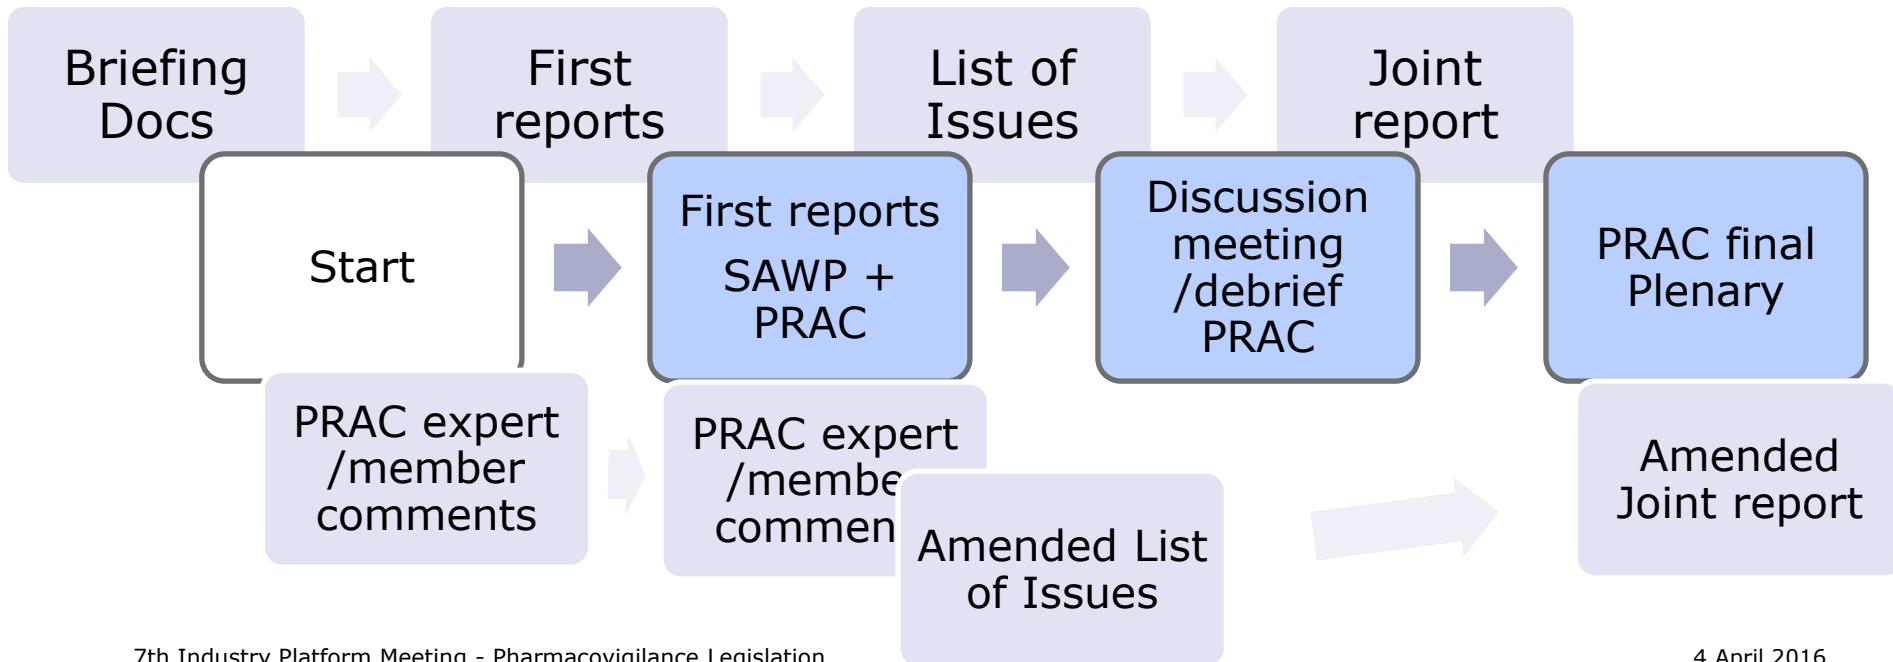 Briefing
Docs
First
reports
List of
Issues
Joint
report
Start
First reports
SAWP +
PRAC
Discussion
meeting
/debrief
PRAC
PRAC final
Plenary
PRAC expert
/member
comments
PRAC expert
/membe
commen
Amended List
of Issues
Amended
Joint report
7th Industry Platform Meeting - Pharmacovigilance Legislation
4 April 2016